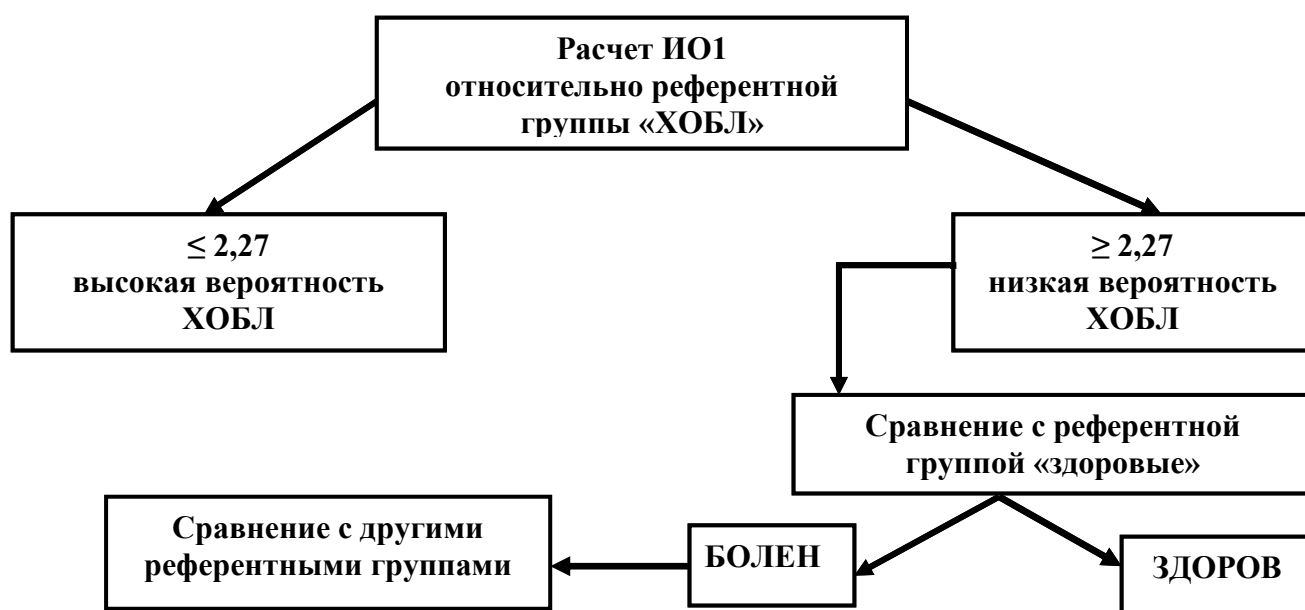 Расчет ИО1
относительно референтной
группы «ХОБЛ»
≤ 2,27
высокая вероятность
ХОБЛ
≥ 2,27
низкая вероятность
ХОБЛ
Сравнение с референтной
группой «здоровые»
Сравнение с другими
референтными группами
БОЛЕН
ЗДОРОВ